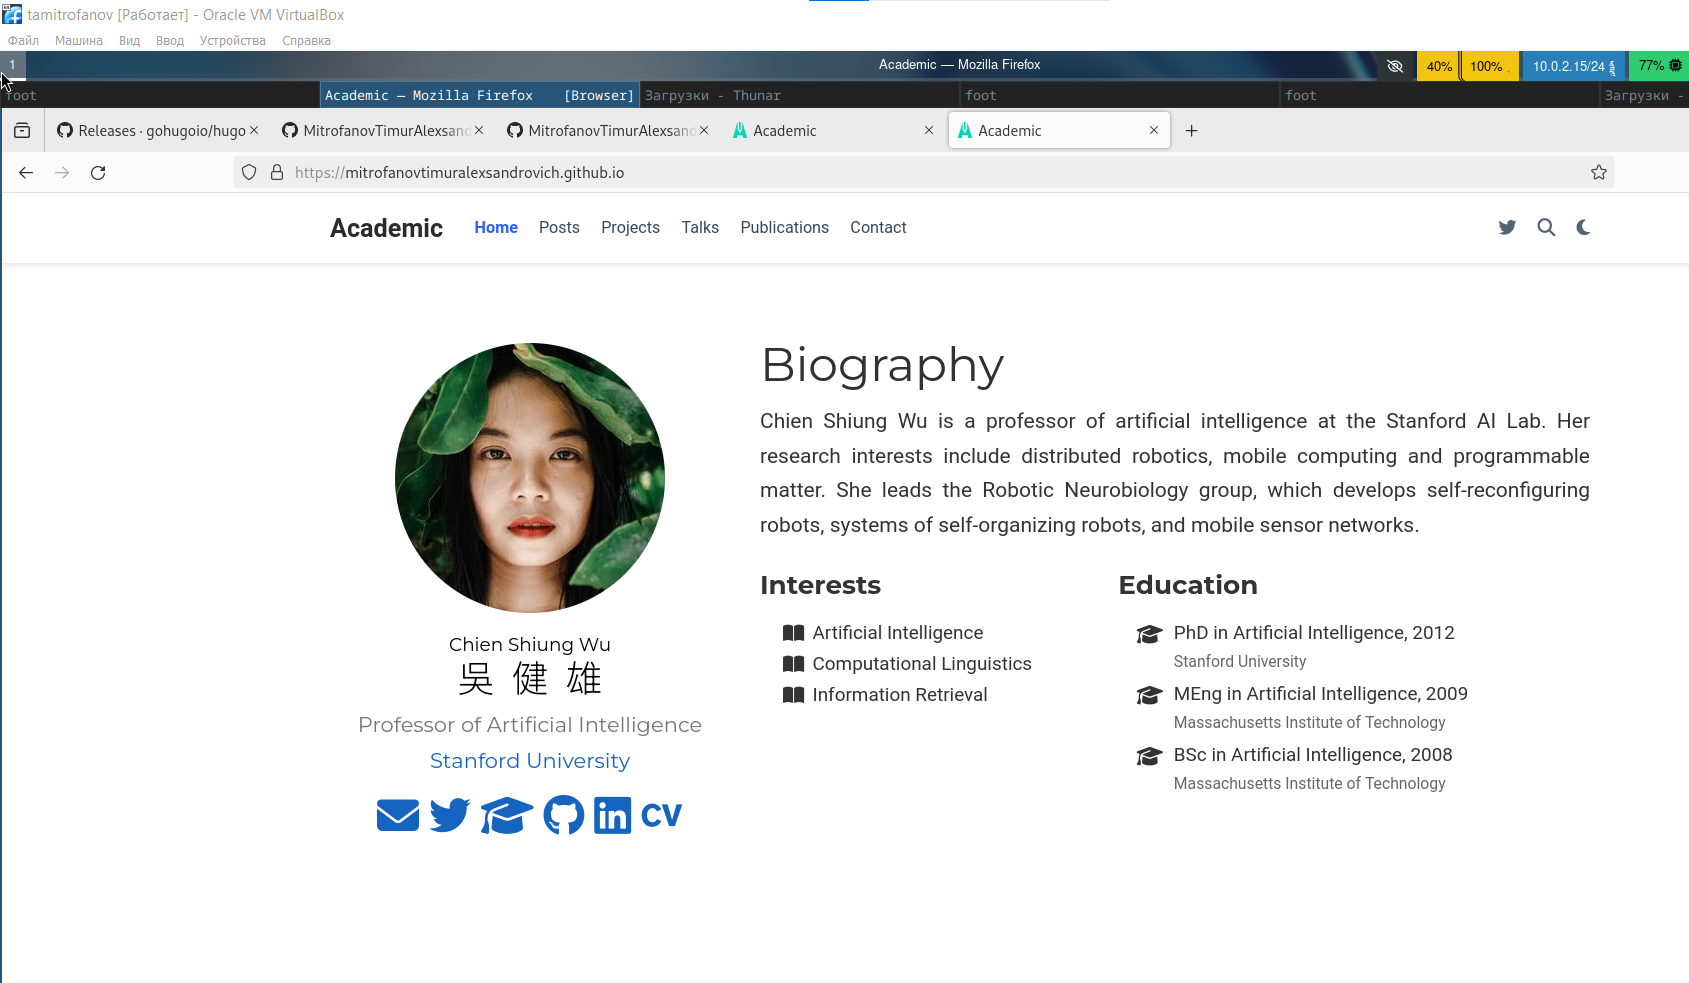 tamitrofanov [Работает] - Oracle VM VirtualBox
Файл Машина Вид Ввод Устройства Справка
1 Academic — Mozilla Firefox 40% 100% 10.0.2.15/24 77%
foot Academic — Mozilla Firefox [Browser] Загрузки - Thunar foot foot Загрузки -
Releases · gohugoio/hugo MitrofanovTimurAlexsand MitrofanovTimurAlexsand Academic Academic
https://mitrofanovtimuralexsandrovich.github.io
Academic Home Posts Projects Talks Publications Contact
Biography
Chien Shiung Wu is a professor of artificial intelligence at the Stanford AI Lab. Her
research interests include distributed robotics, mobile computing and programmable
matter. She leads the Robotic Neurobiology group, which develops self-reconfiguring
robots, systems of self-organizing robots, and mobile sensor networks.
Chien Shiung Wu
吳健雄
Professor of Artificial Intelligence
Stanford University
CV
Interests
Artificial Intelligence
Computational Linguistics
Information Retrieval
Education
PhD in Artificial Intelligence, 2012
Stanford University
MEng in Artificial Intelligence, 2009
Massachusetts Institute of Technology
BSc in Artificial Intelligence, 2008
Massachusetts Institute of Technology